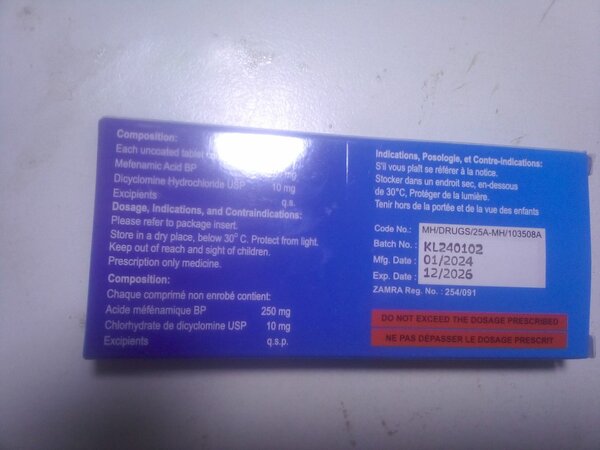 Composition:
Each uncoated tablet
Mefenamic Acid BP mg
Dicyclomine Hydrochloride USP 10 mg
Excipients q.s.
Dosage, Indications, and Contraindications:
Please refer to package insert.
Store in a dry place, below 30° C. Protect from light.
Keep out of reach and sight of children.
Prescription only medicine.
Composition:
Chaque comprimé non enrobé contient:
Acide méfénamique BP 250 mg
Chlorhydrate de dicyclomine USP 10 mg
Excipients q.s.p.
Indications, Posologie, et Contre-indications:
S'il vous plaît se référer à la notice.
Stocker dans un endroit sec, en-dessous
de 30°C, Protéger de la lumière.
Tenir hors de la portée et de la vue des enfants
Code No.: MH/DRUGS/25A-MH/103508A
Batch No. : KL240102
Mfg. Date : 01/2024
Exp. Date : 12/2026
ZAMRA Reg. No. : 254/091
DO NOT EXCEED THE DOSAGE PRESCRIBED
NE PAS DÉPASSER LE DOSAGE PRESCRIT